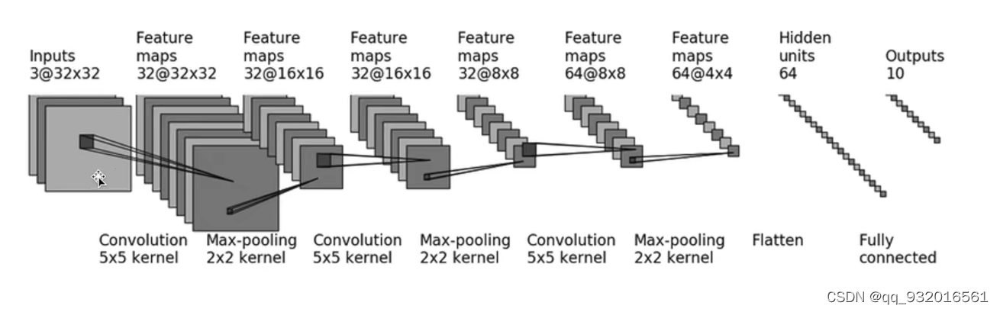 Inputs
3@32x32
Feature
maps
32@32x32
Feature
maps
32@16x16
Feature
maps
32@16x16
Feature
maps
32@8x8
Feature
maps
64@8x8
Feature
maps
64@4x4
Hidden
units
64
Outputs
10
Convolution
5x5 kernel
Max-pooling
2x2 kernel
Convolution
5x5 kernel
Max-pooling
2x2 kernel
Convolution
5x5 kernel
Max-pooling
2x2 kernel
Flatten
Fully
connected
CSDN @qq_932016561